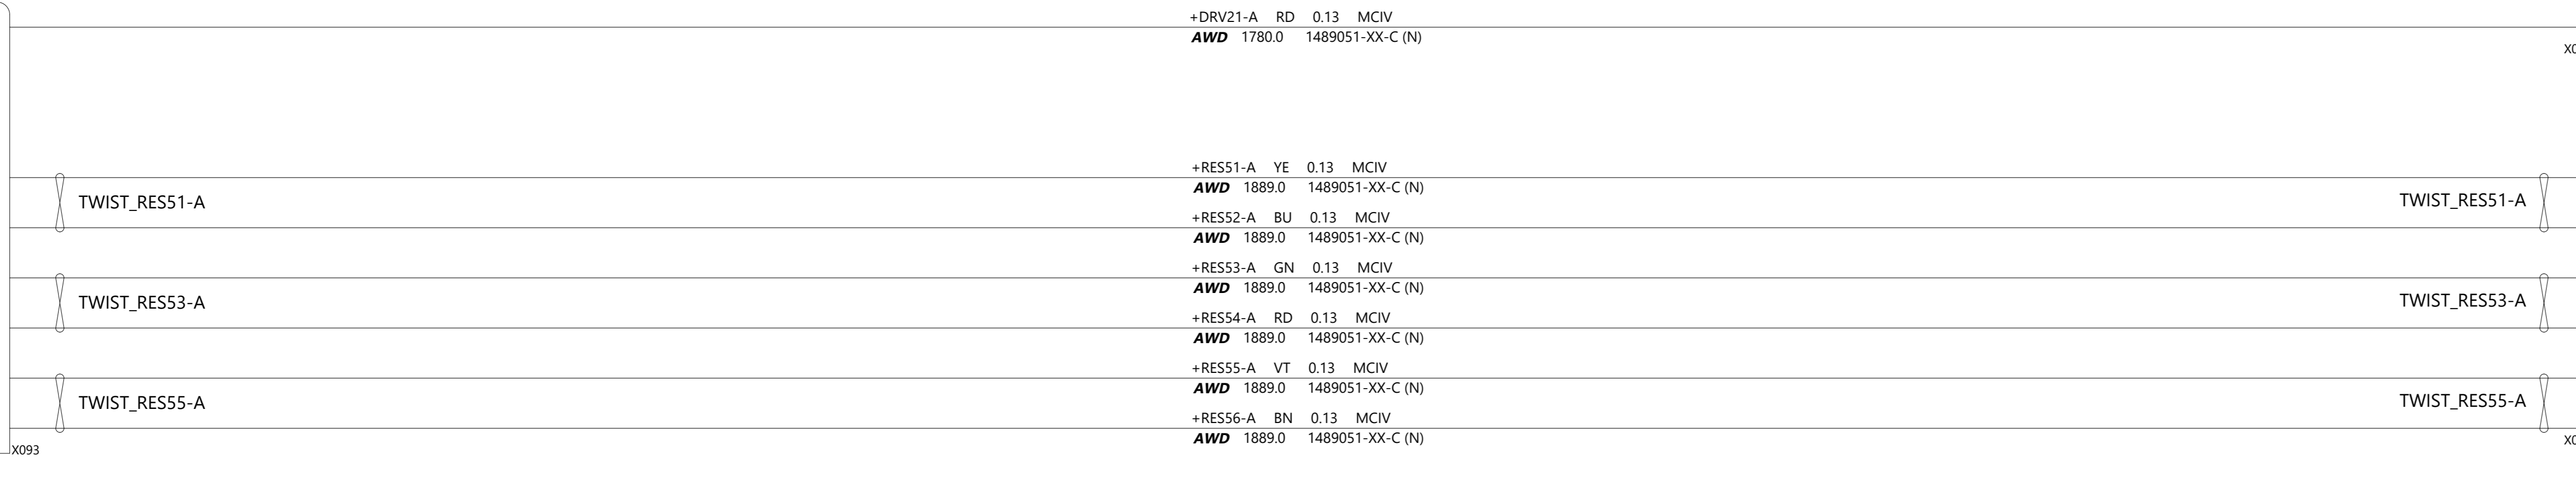 +DRV21-A RD 0.13 MCIV
AWD 1780.0 1489051-XX-C (N)
+RES51-A YE 0.13 MCIV
AWD 1889.0 1489051-XX-C (N)
TWIST_RES51-A
TWIST_RES51-A
+RES52-A BU 0.13 MCIV
AWD 1889.0 1489051-XX-C (N)
+RES53-A GN 0.13 MCIV
AWD 1889.0 1489051-XX-C (N)
TWIST_RES53-A
TWIST_RES53-A
+RES54-A RD 0.13 MCIV
AWD 1889.0 1489051-XX-C (N)
+RES55-A VT 0.13 MCIV
AWD 1889.0 1489051-XX-C (N)
TWIST_RES55-A
TWIST_RES55-A
+RES56-A BN 0.13 MCIV
AWD 1889.0 1489051-XX-C (N)
X093